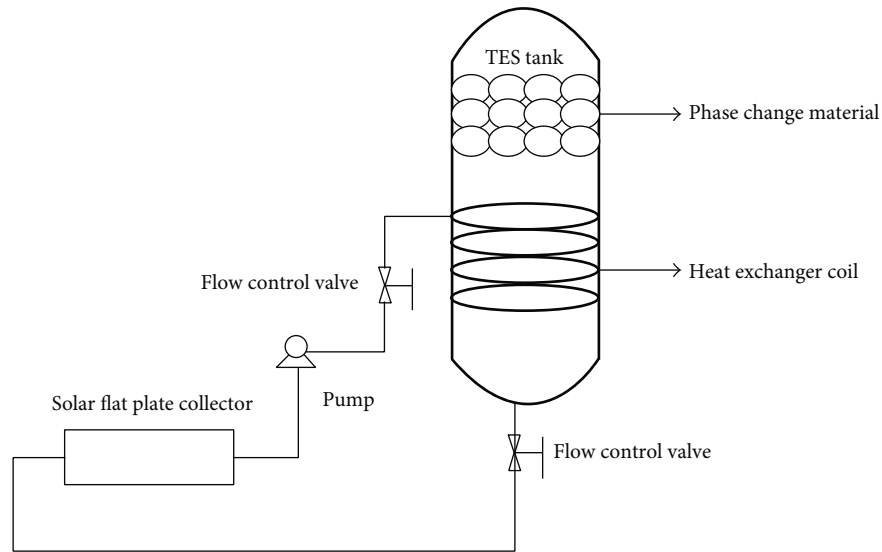 TES tank
Phase change material
Heat exchanger coil
Flow control valve
Pump
Solar flat plate collector
Flow control valve